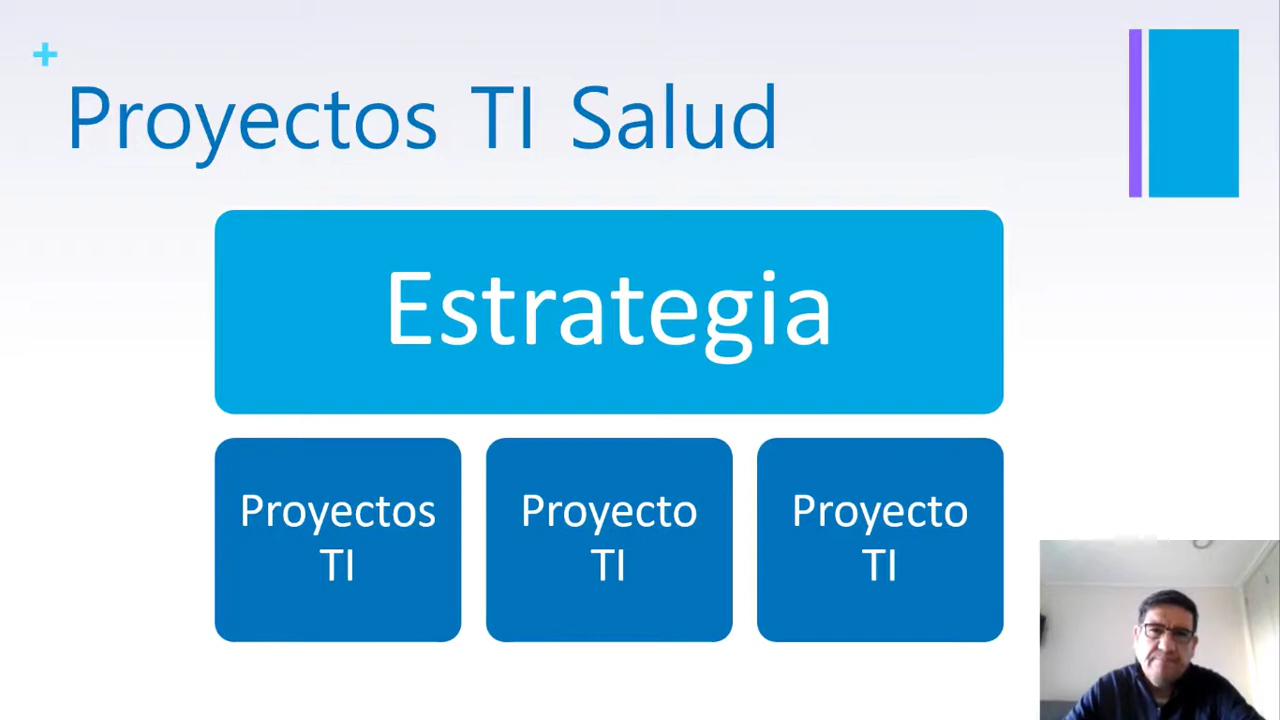 +
Proyectos TI Salud
Estrategia
Proyectos
TI
Proyecto
TI
Proyecto
TI